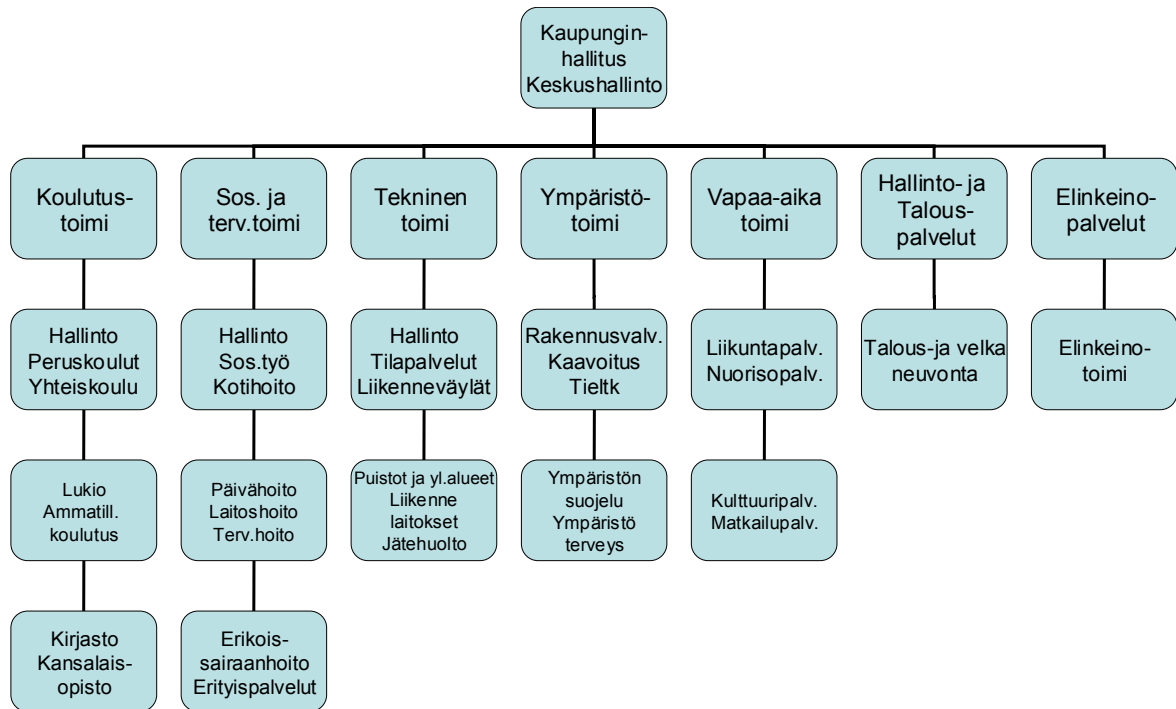 Kaupungin-
hallitus
Keskushallinto
Koulutus-
toimi
Sos. ja
terv.toimi
Tekninen
toimi
Ympäristö-
toimi
Vapaa-aika
toimi
Hallinto- ja
Talous-
palvelut
Elinkeino-
palvelut
Hallinto
Peruskoulut
Yhteiskoulu
Hallinto
Sos.työ
Kotihoito
Hallinto
Tilapalvelut
Liikenneväylät
Rakennusvalv.
Kaavoitus
Tieltk
Liikuntapalv.
Nuorisopalv.
Talous-ja velka
neuvonta
Elinkeino-
toimi
Lukio
Ammatill.
koulutus
Päivähoito
Laitoshoito
Terv.hoito
Puistot ja yl.alueet
Liikenne
laitokset
Jätehuolto
Ympäristön
suojelu
Ympäristö
terveys
Kulttuuripalv.
Matkailupalv.
Kirjasto
Kansalais-
opisto
Erikois-
sairaanhoito
Erityispalvelut